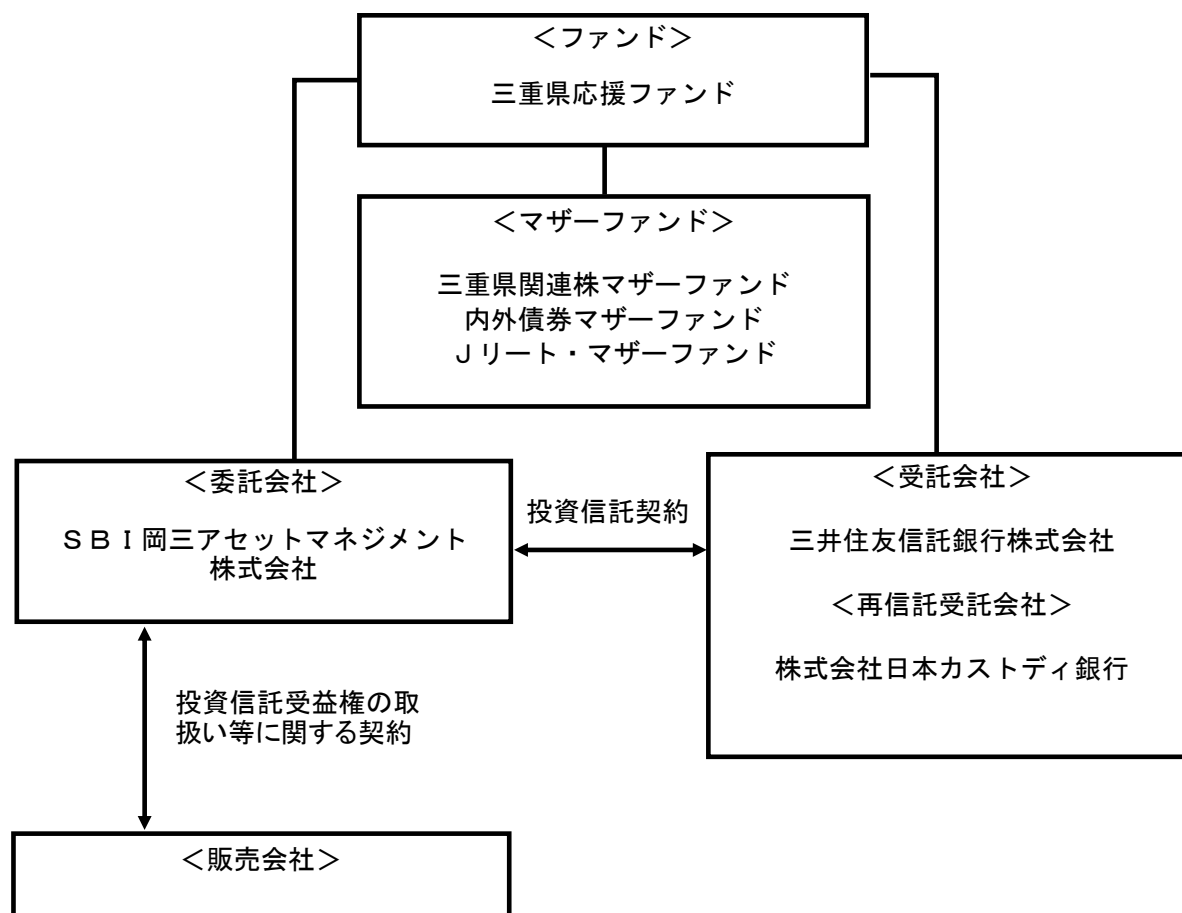 ＜ファンド＞
三重県応援ファンド
＜マザーファンド＞
三重県関連株マザーファンド
内外債券マザーファンド
Ｊリート・マザーファンド
＜委託会社＞
ＳＢＩ岡三アセットマネジメント
株式会社
投資信託契約
＜受託会社＞
三井住友信託銀行株式会社
＜再信託受託会社＞
株式会社日本カストディ銀行
投資信託受益権の取
扱い等に関する契約
＜販売会社＞